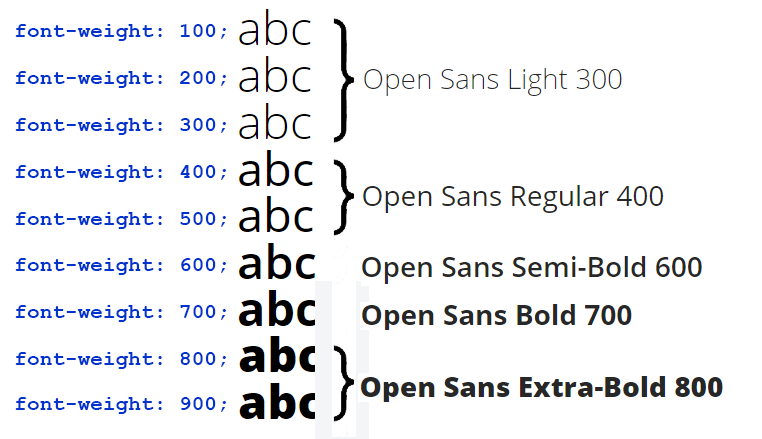 font-weight: 100; abc
font-weight: 200; abc Open Sans Light 300
font-weight: 300; abc
font-weight: 400; abc
Open Sans Regular 400
font-weight: 500; abc
font-weight: 600; abc Open Sans Semi-Bold 600
font-weight: 700; abc Open Sans Bold 700
font-weight: 800; abc
Open Sans Extra-Bold 800
font-weight: 900; abc